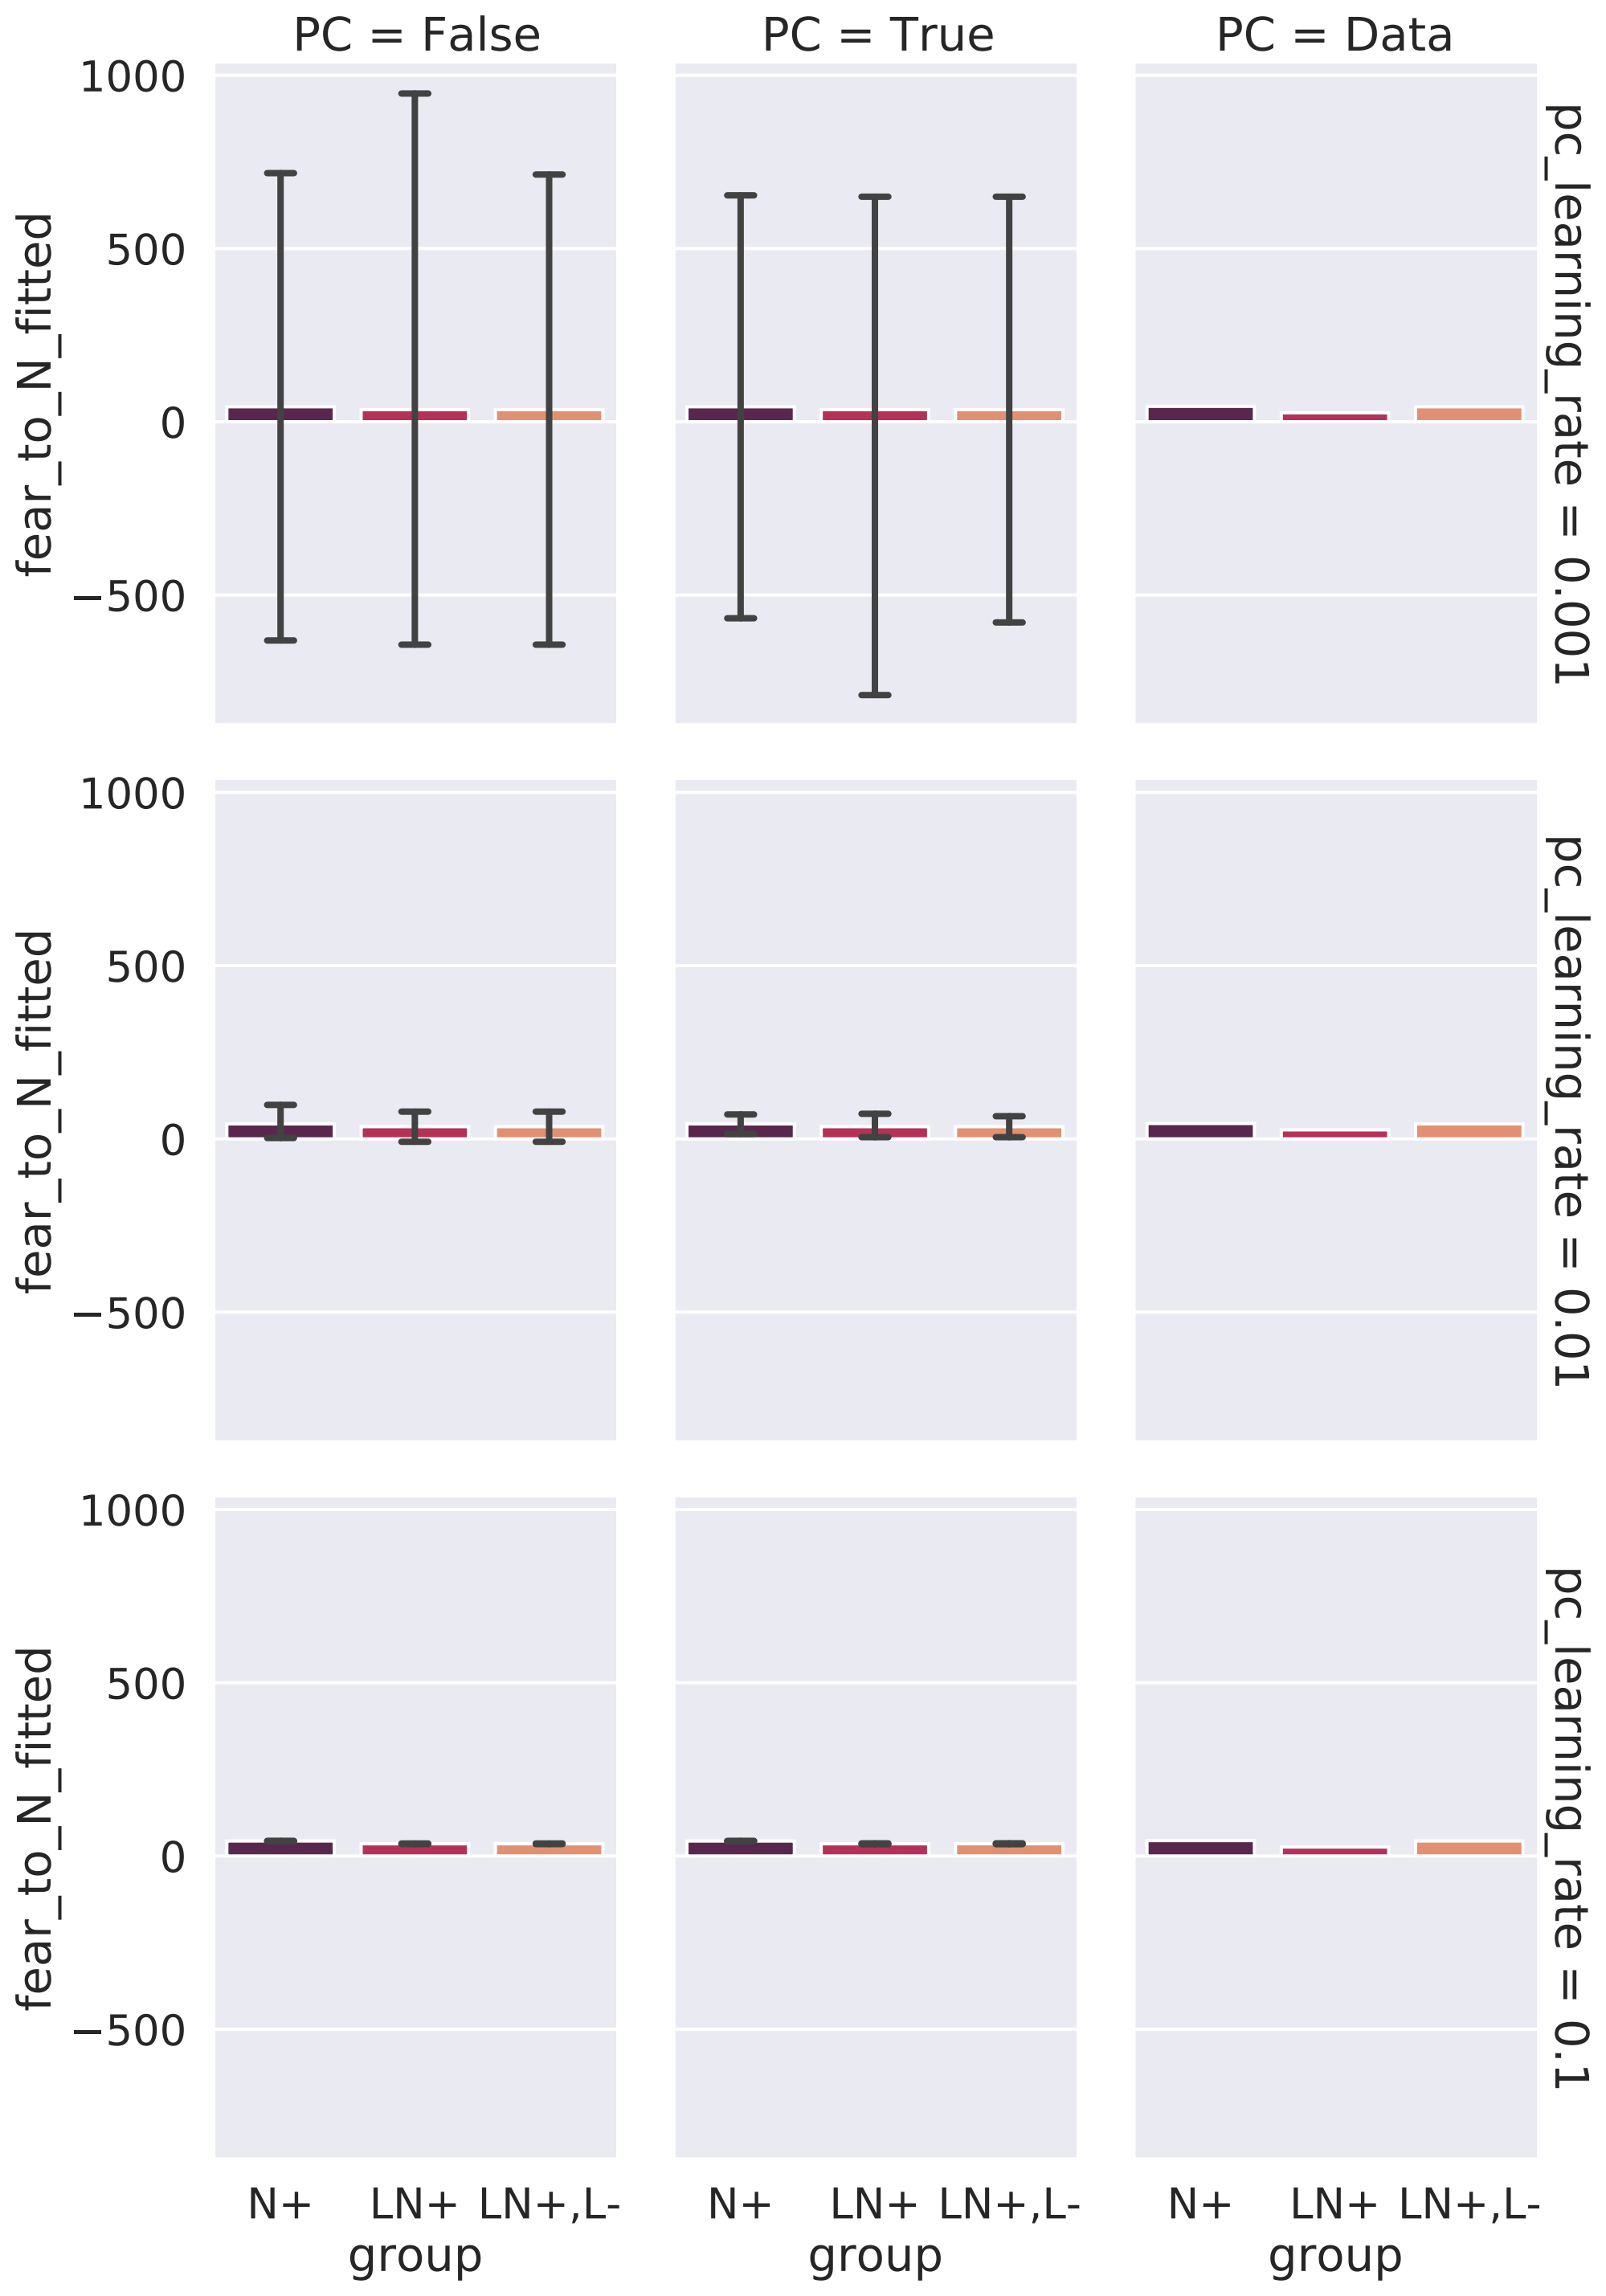 PC = False
PC = True
PC = Data
1000
500
0
−500
fear_to_N_fitted
pc_learning_rate = 0.001
1000
500
0
−500
fear_to_N_fitted
pc_learning_rate = 0.01
1000
500
0
−500
fear_to_N_fitted
pc_learning_rate = 0.1
N+ LN+ LN+,L-
N+ LN+ LN+,L-
N+ LN+ LN+,L-
group
group
group